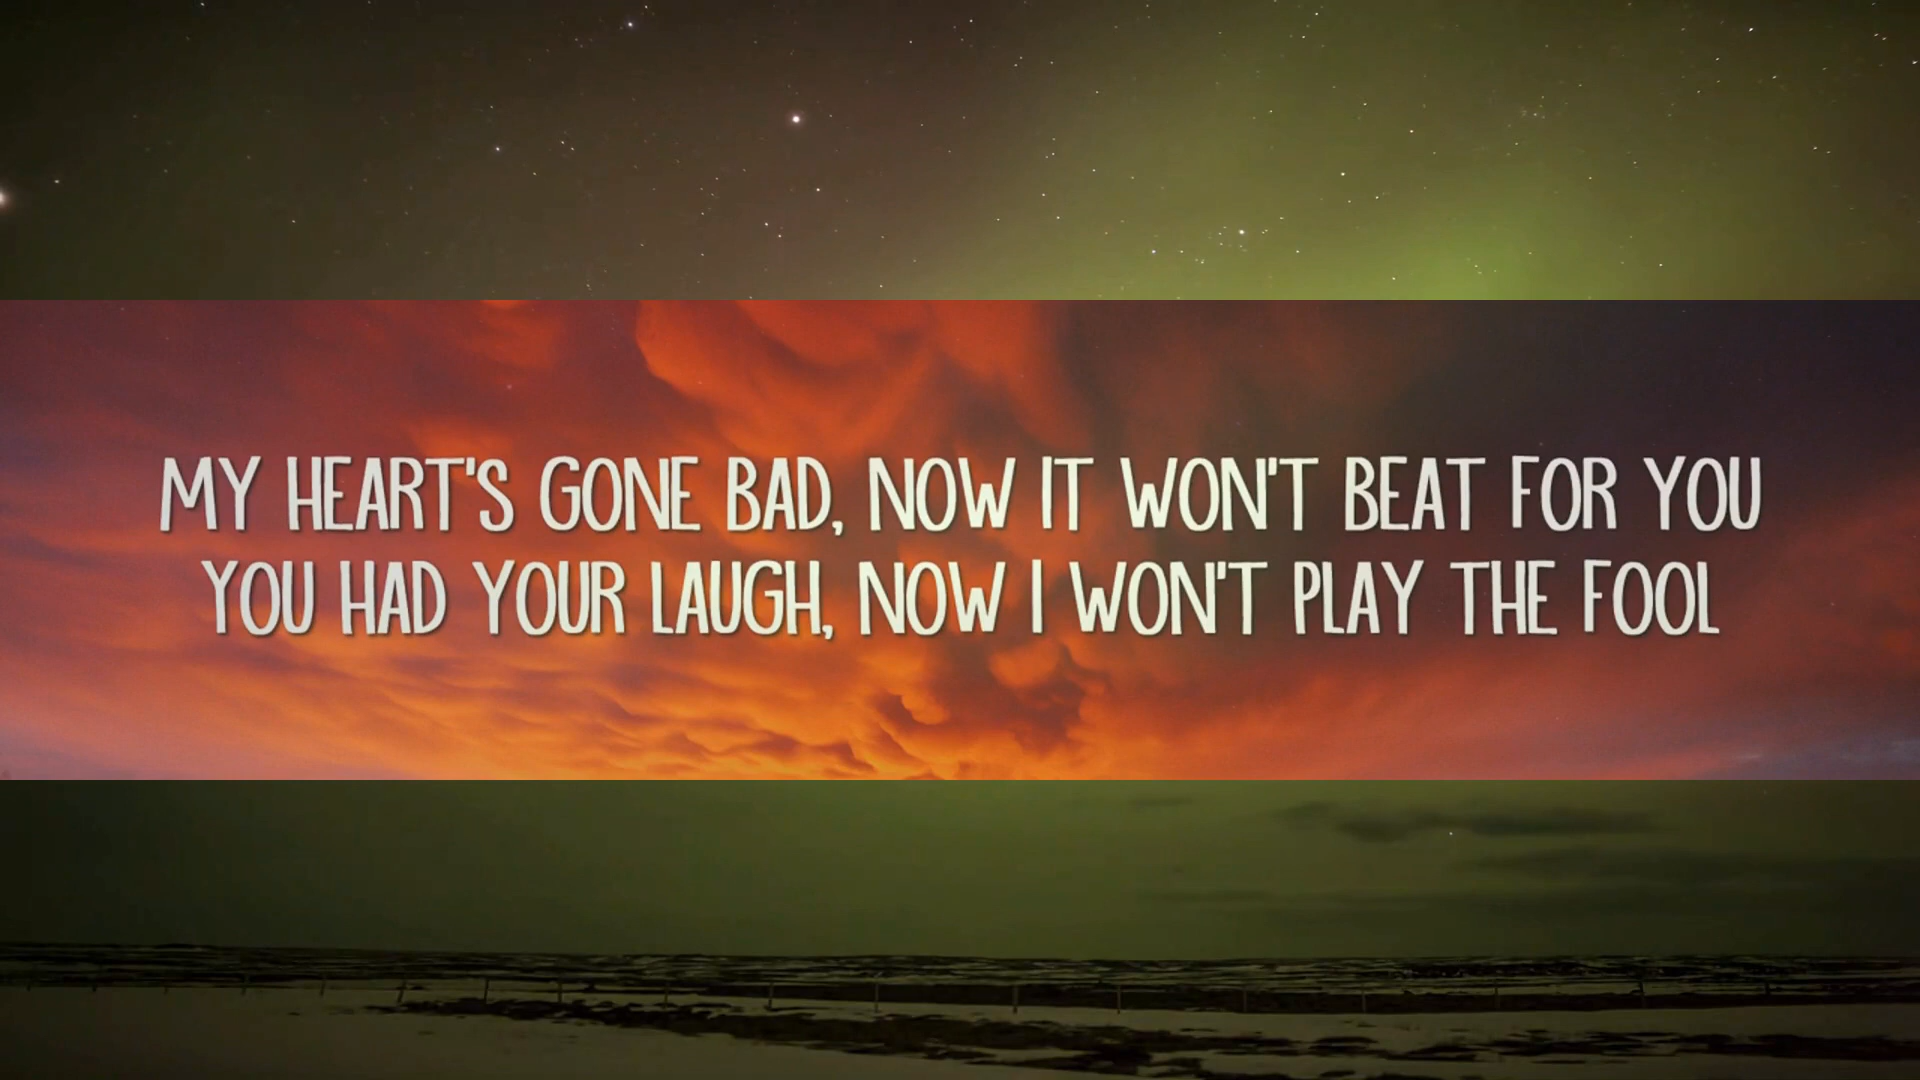 MY HEART'S GONE BAD, NOW IT WON'T BEAT FOR YOU
YOU HAD YOUR LAUGH, NOW I WON'T PLAY THE FOOL